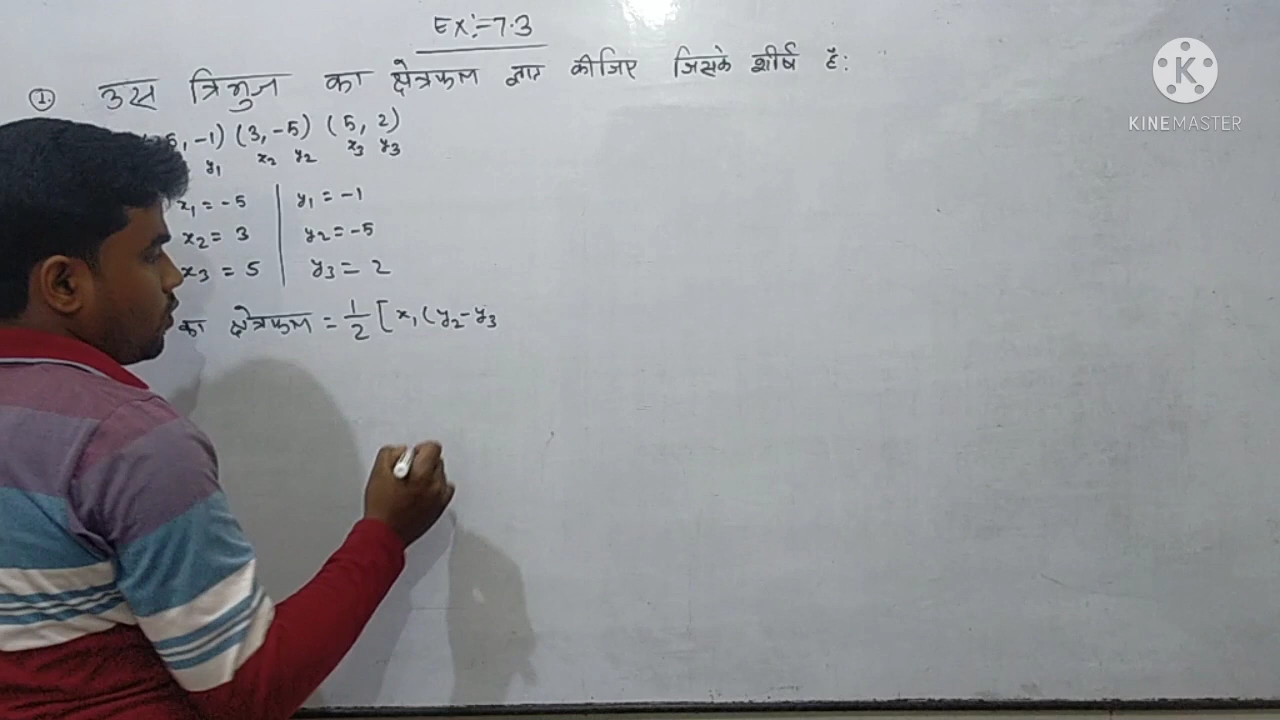 Ex:-7.3
①. उस त्रिभुज का क्षेत्रफल ज्ञात कीजिए जिसके शीर्ष हैं:
5, -1) (3, -5) (5, 2)
y₁ x₂ y₂ x₃ y₃
x₁ = -5 y₁ = -1
x₂ = 3 y₂ = -5
x₃ = 5 y₃ = 2
का क्षेत्रफल = 1/2 [x₁(y₂-y₃
K
KINEMASTER